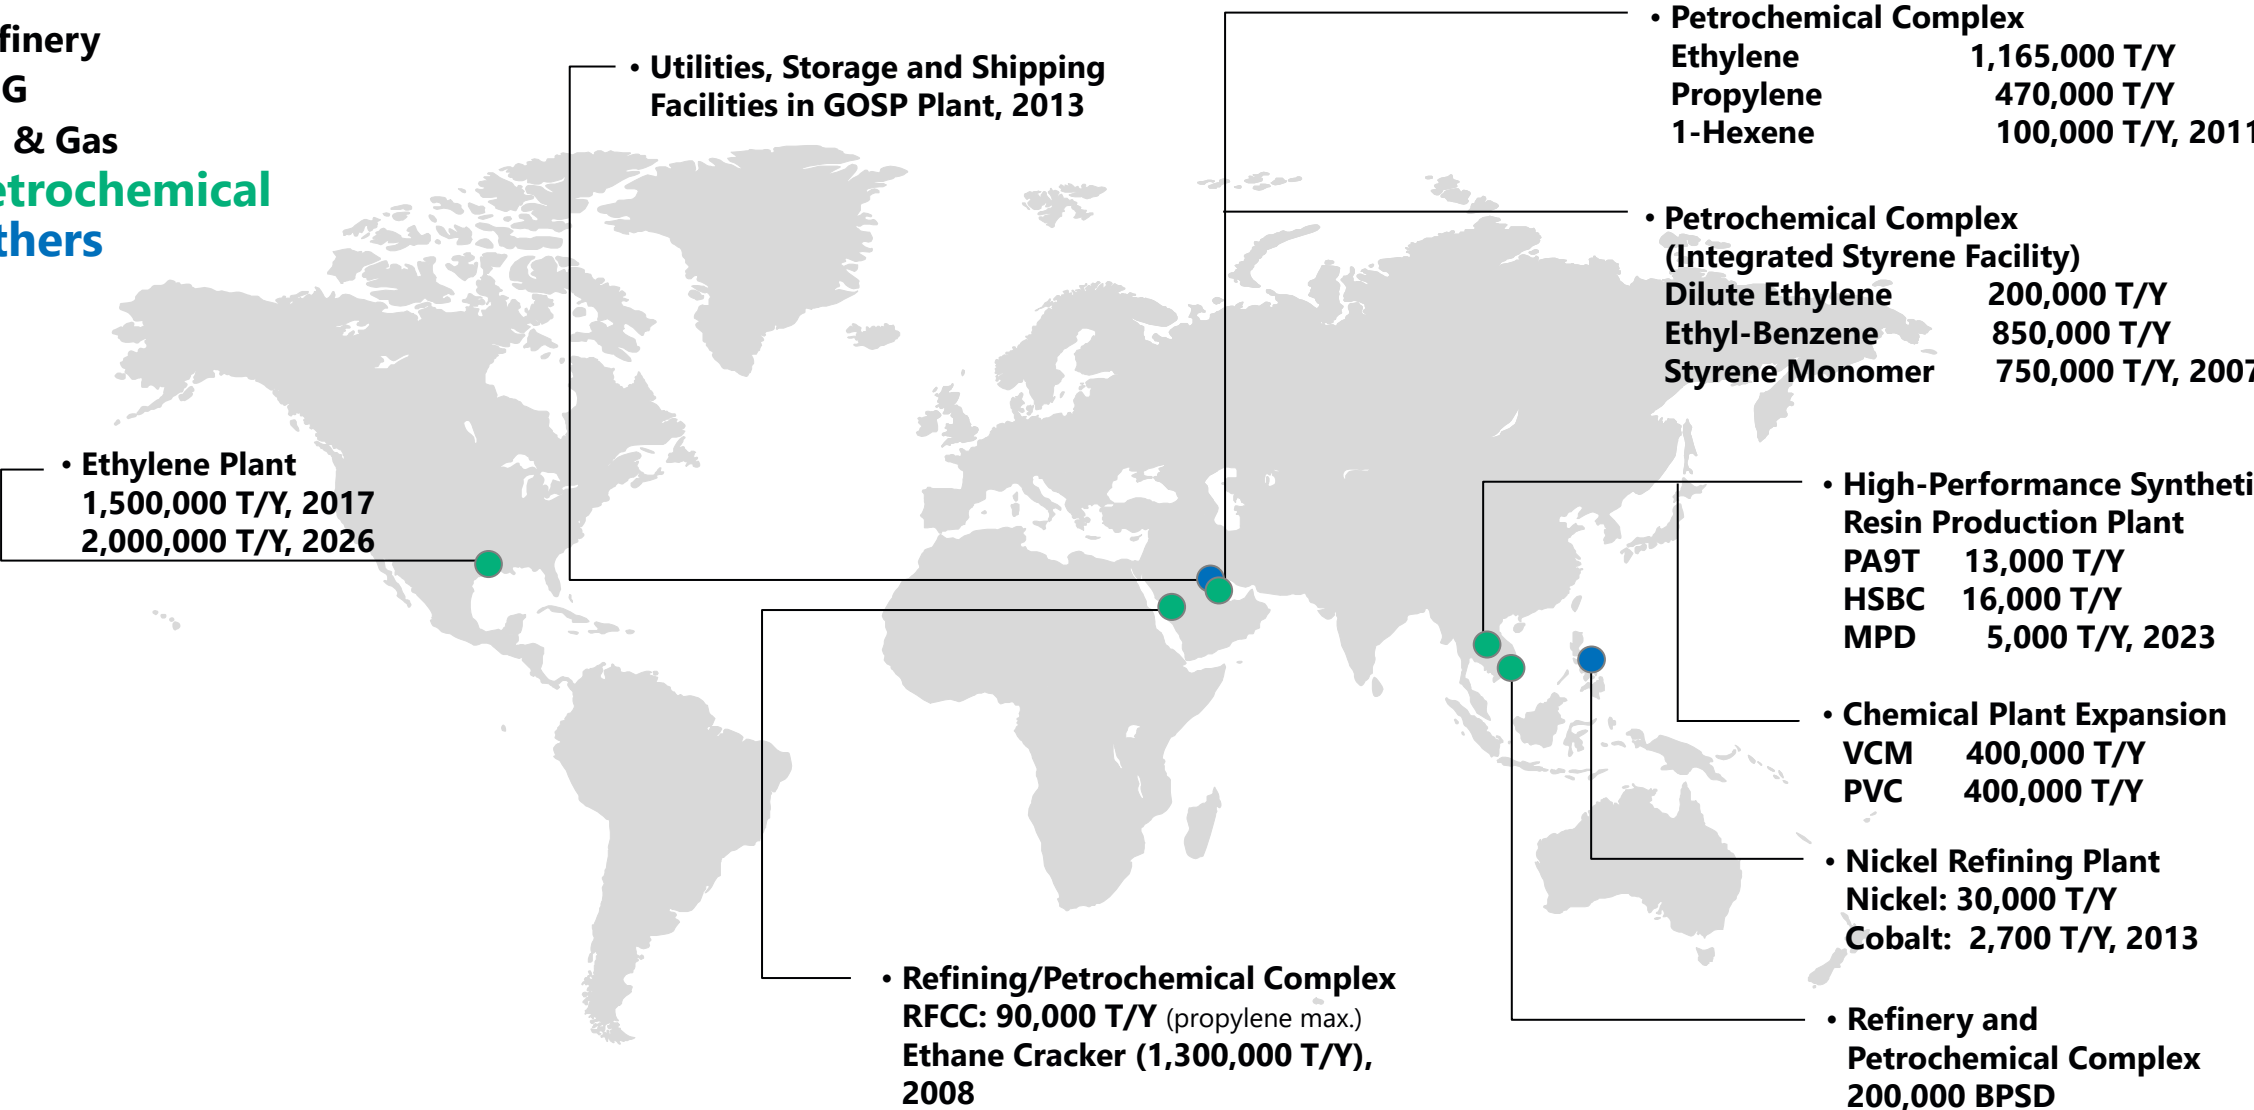 finery
G
& Gas
etrochemical
thers
• Utilities, Storage and Shipping
Facilities in GOSP Plant, 2013
• Petrochemical Complex
Ethylene 1,165,000 T/Y
Propylene 470,000 T/Y
1-Hexene 100,000 T/Y, 2011
• Petrochemical Complex
(Integrated Styrene Facility)
Dilute Ethylene 200,000 T/Y
Ethyl-Benzene 850,000 T/Y
Styrene Monomer 750,000 T/Y, 2007
• Ethylene Plant
1,500,000 T/Y, 2017
2,000,000 T/Y, 2026
• High-Performance Syntheti
Resin Production Plant
PA9T 13,000 T/Y
HSBC 16,000 T/Y
MPD 5,000 T/Y, 2023
• Chemical Plant Expansion
VCM 400,000 T/Y
PVC 400,000 T/Y
• Nickel Refining Plant
Nickel: 30,000 T/Y
Cobalt: 2,700 T/Y, 2013
• Refining/Petrochemical Complex
RFCC: 90,000 T/Y (propylene max.)
Ethane Cracker (1,300,000 T/Y),
2008
• Refinery and
Petrochemical Complex
200,000 BPSD